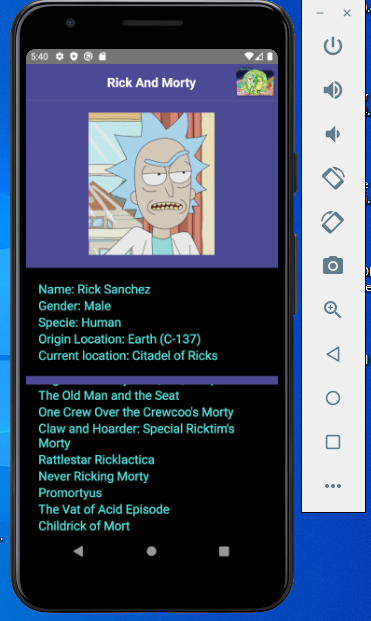 5:40
Rick And Morty
Name: Rick Sanchez
Gender: Male
Specie: Human
Origin Location: Earth (C-137)
Current location: Citadel of Ricks
The Old Man and the Seat
One Crew Over the Crewcoo's Morty
Claw and Hoarder: Special Ricktim's
Morty
Rattlestar Ricklactica
Never Ricking Morty
Promortyus
The Vat of Acid Episode
Childrick of Mort